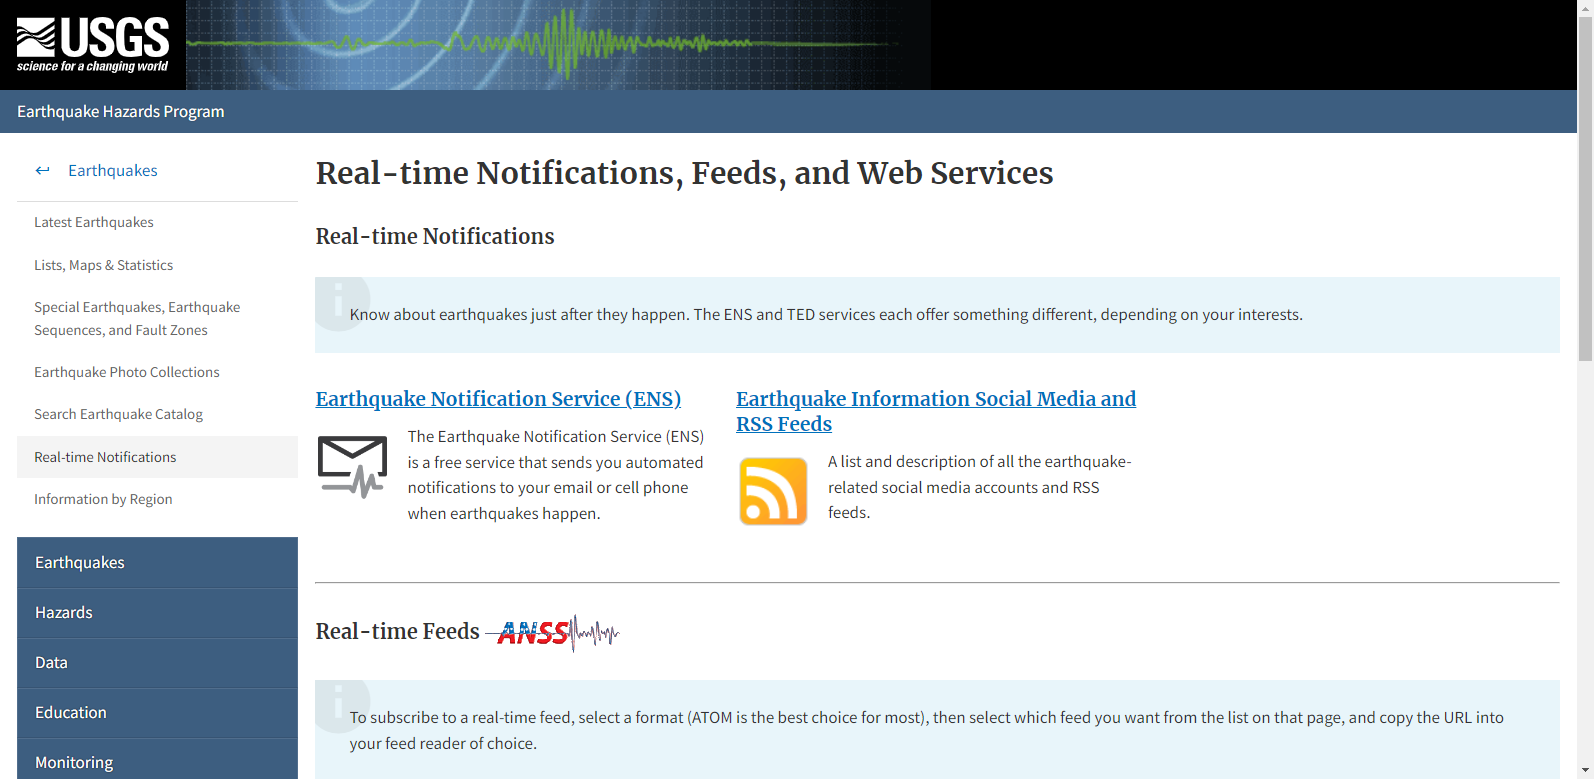 USGS
science for a changing world
Earthquake Hazards Program
Earthquakes
Latest Earthquakes
Lists, Maps & Statistics
Special Earthquakes, Earthquake
Sequences, and Fault Zones
Earthquake Photo Collections
Search Earthquake Catalog
Real-time Notifications
Information by Region
Earthquakes
Hazards
Data
Education
Monitoring
Real-time Notifications, Feeds, and Web Services
Real-time Notifications
Know about earthquakes just after they happen. The ENS and TED services each offer something different, depending on your interests.
Earthquake Notification Service (ENS)
The Earthquake Notification Service (ENS)
is a free service that sends you automated
notifications to your email or cell phone
when earthquakes happen.
Earthquake Information Social Media and
RSS Feeds
A list and description of all the earthquake-
related social media accounts and RSS
feeds.
Real-time Feeds ANSS
To subscribe to a real-time feed, select a format (ATOM is the best choice for most), then select which feed you want from the list on that page, and copy the URL into
your feed reader of choice.